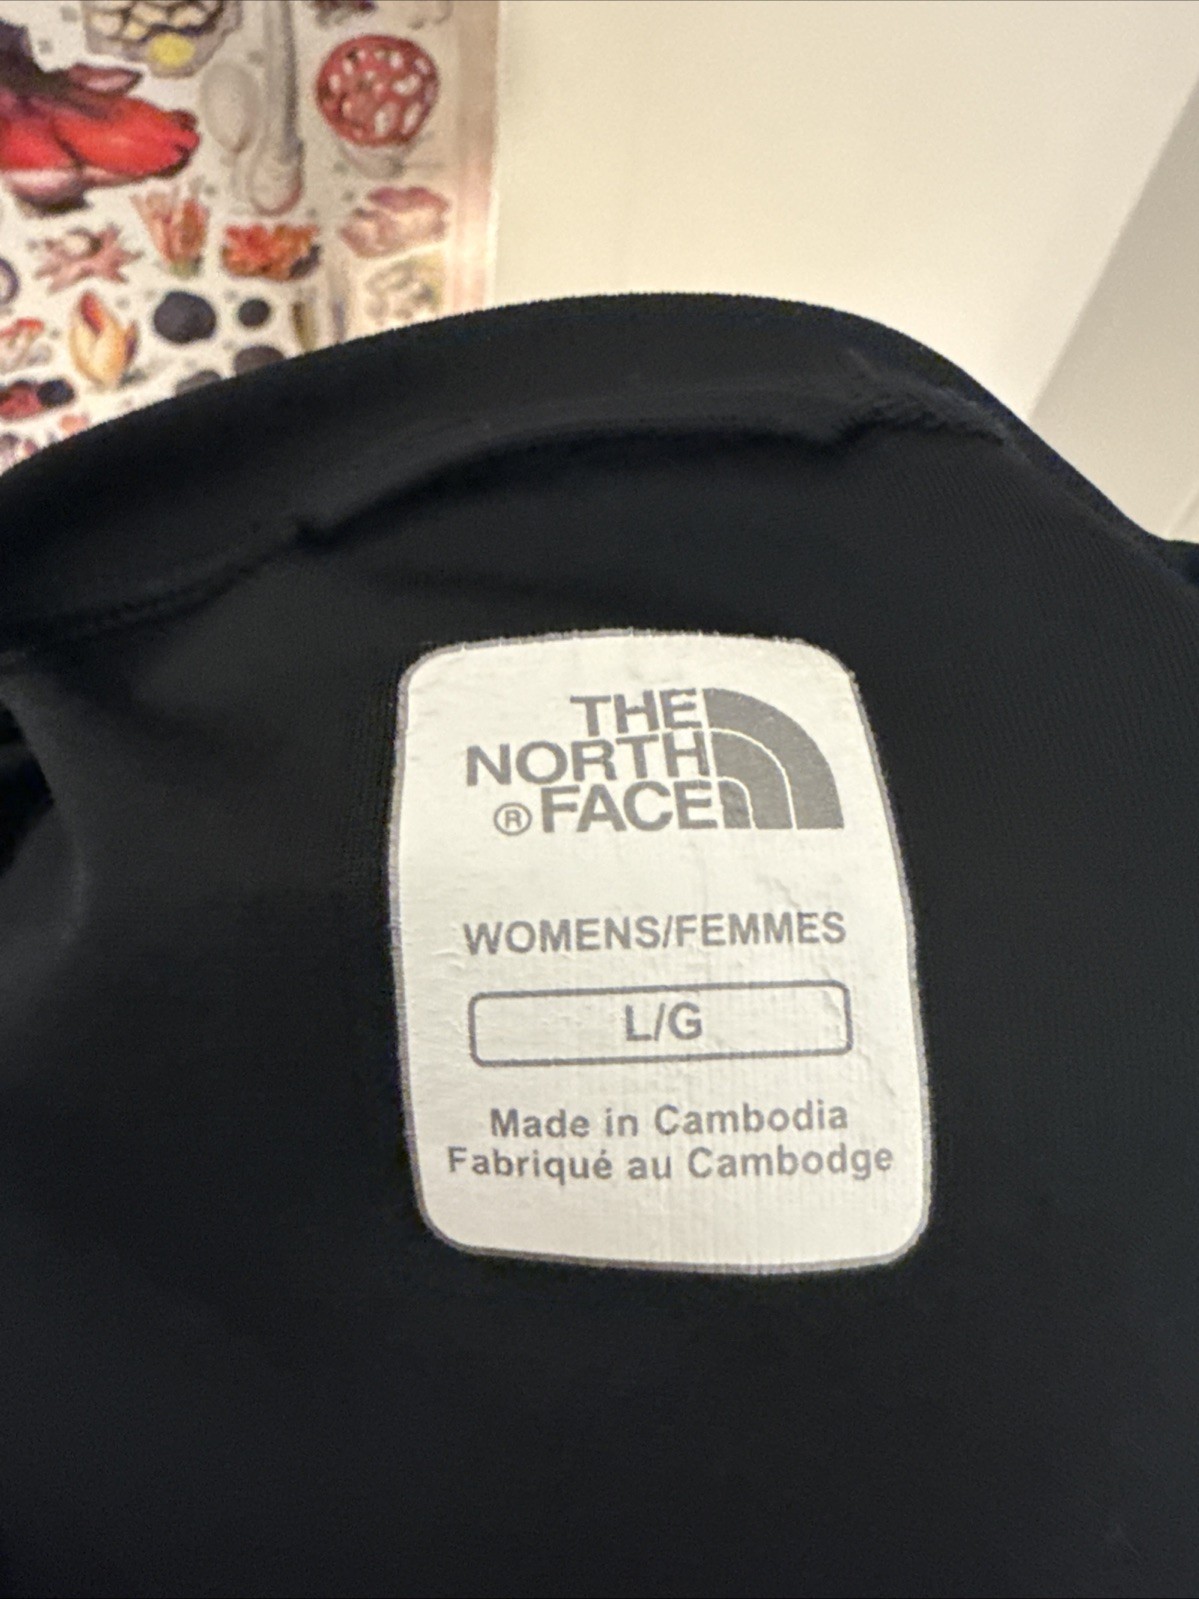 THE
NORTH
® FACE
WOMENS/FEMMES
L/G
Made in Cambodia
Fabriqué au Cambodge